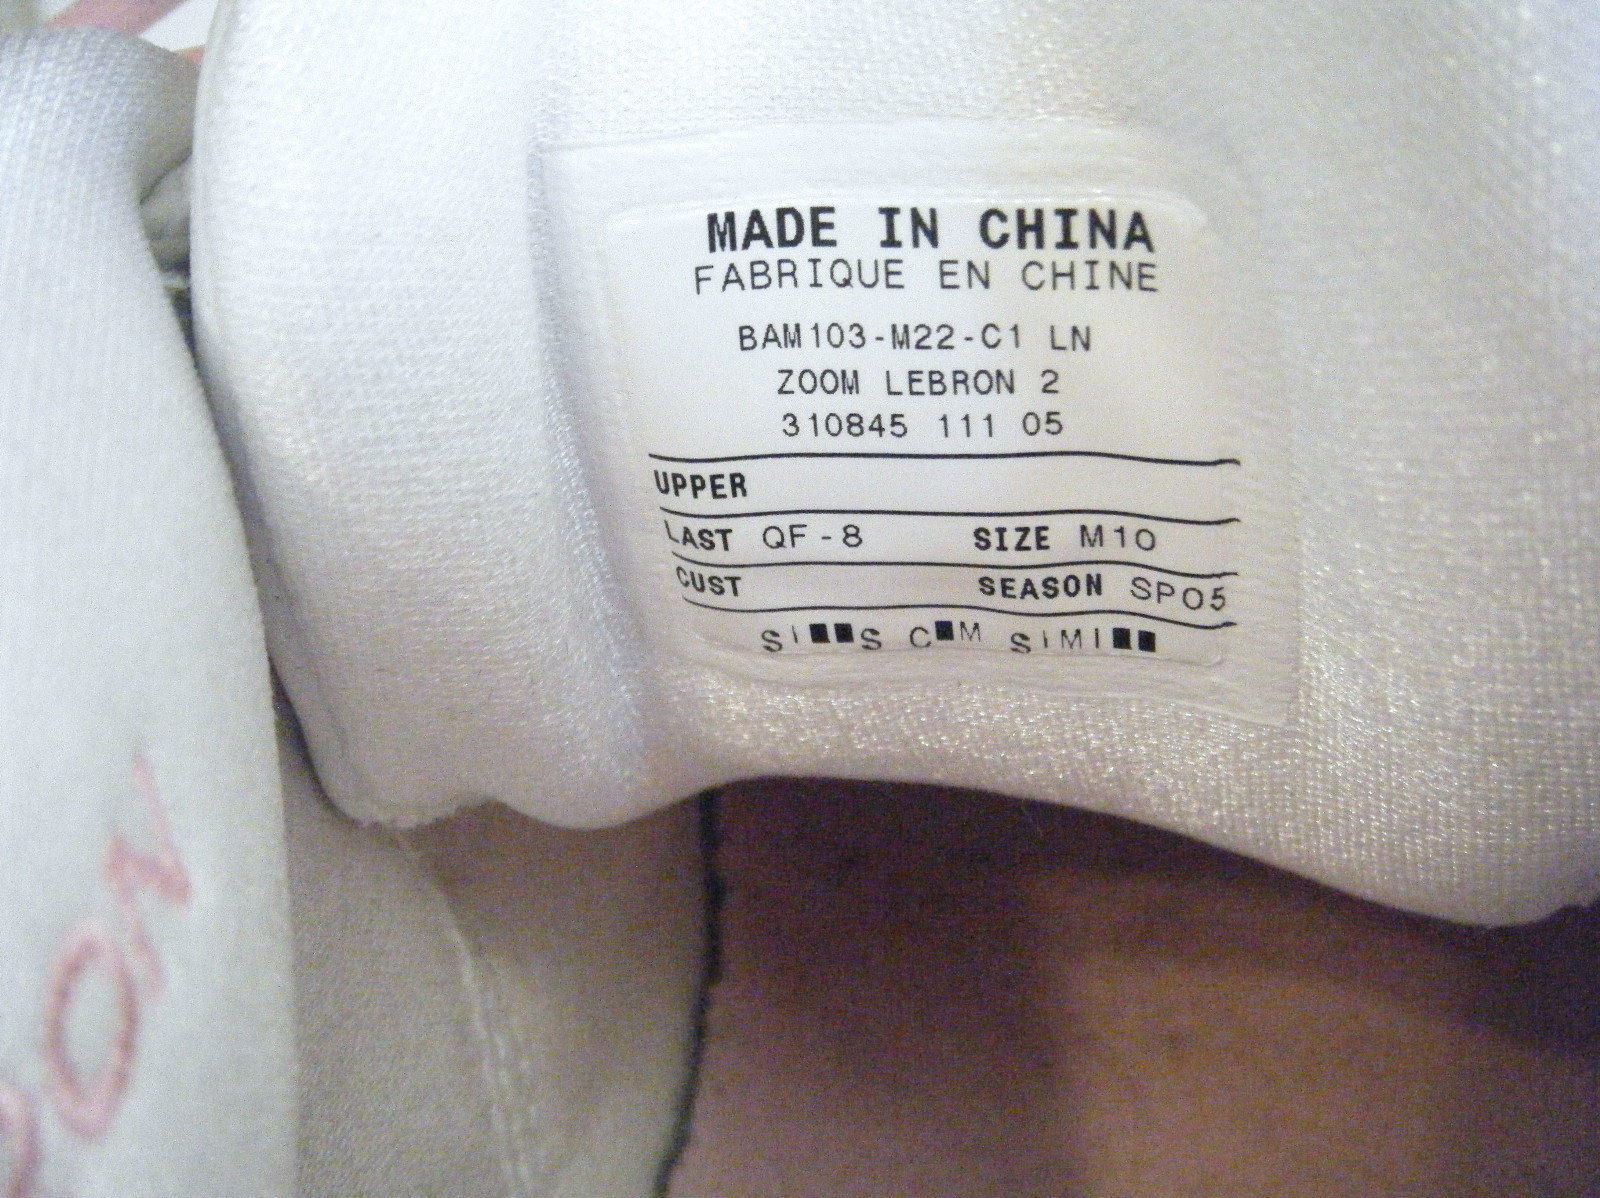 MADE IN CHINA
FABRIQUE EN CHINE
BAM103-M22-C1 LN
ZOOM LEBRON 2
310845 111 05
UPPER
LAST QF-8 SIZE M10
CUST SEASON SP05